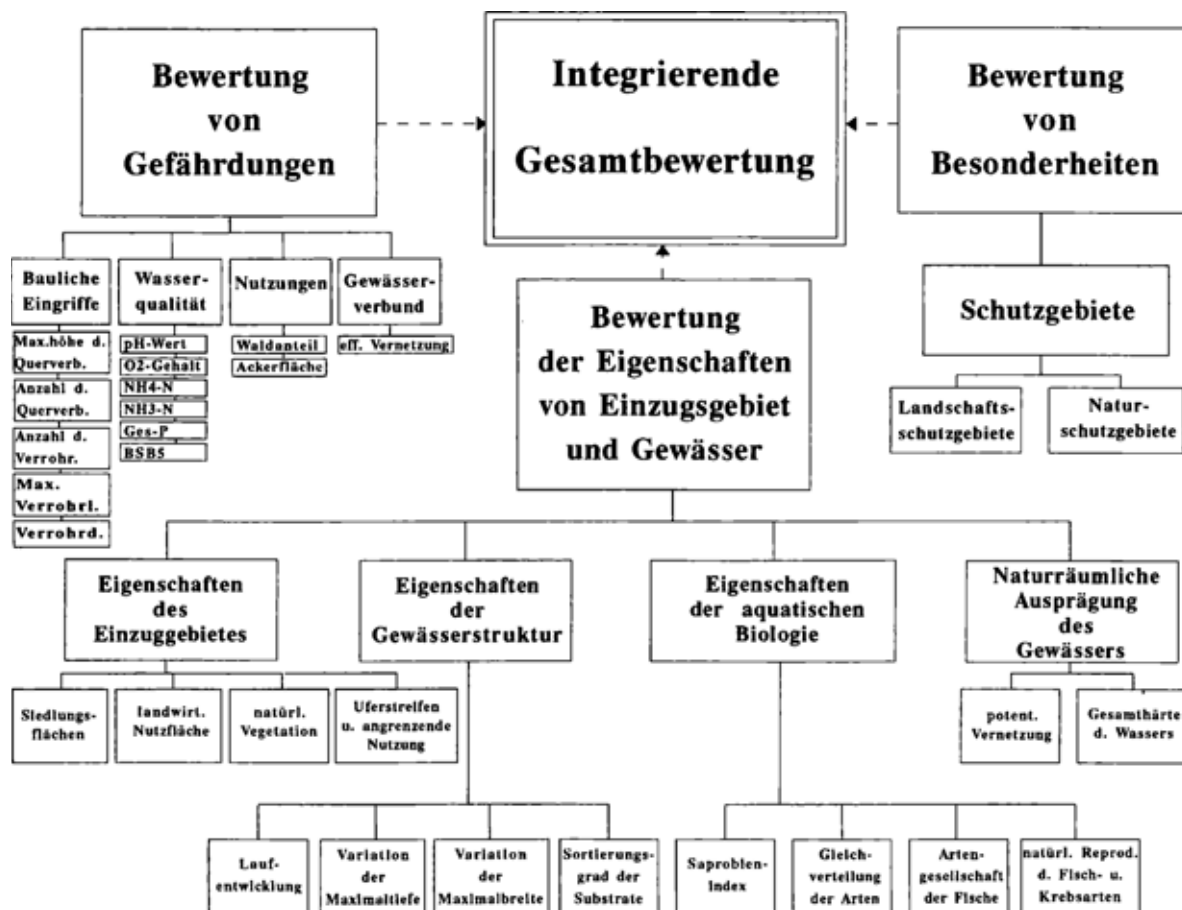 Bewertung
von
Gefährdungen
Integrierende
Gesamtbewertung
Bewertung
von
Besonderheiten
Bauliche
Eingriffe
Max.höhe d.
Querverb.
Anzahl d.
Querverb.
Anzahl d.
Verrohr.
Max.
Verrohrl.
Verrohrd.
Wasser-
qualität
pH-Wert
O2-Gehalt
NH4-N
NH3-N
Ges-P
BSB5
Nutzungen
Waldanteil
Ackerfläche
Gewässer-
verbund
eff. Vernetzung
Bewertung
der Eigenschaften
von Einzugsgebiet
und Gewässer
Schutzgebiete
Landschafts-
schutzgebiete
Natur-
schutzgebiete
Eigenschaften
des
Einzuggebietes
Eigenschaften
der
Gewässerstruktur
Eigenschaften
der aquatischen
Biologie
Naturräumliche
Ausprägung
des
Gewässers
Siedlungs-
flächen
landwirt.
Nutzfläche
natürl.
Vegetation
Uferstreifen
u. angrenzende
Nutzung
potent.
Vernetzung
Gesamthärte
d. Wassers
Lauf-
entwicklung
Variation
der
Maximaltiefe
Variation
der
Maximalbreite
Sortierungs-
grad der
Substrate
Saprobien-
index
Gleich-
verteilung
der Arten
Arten-
gesellschaft
der Fische
natürl. Reprod.
d. Fisch- u.
Krebsarten